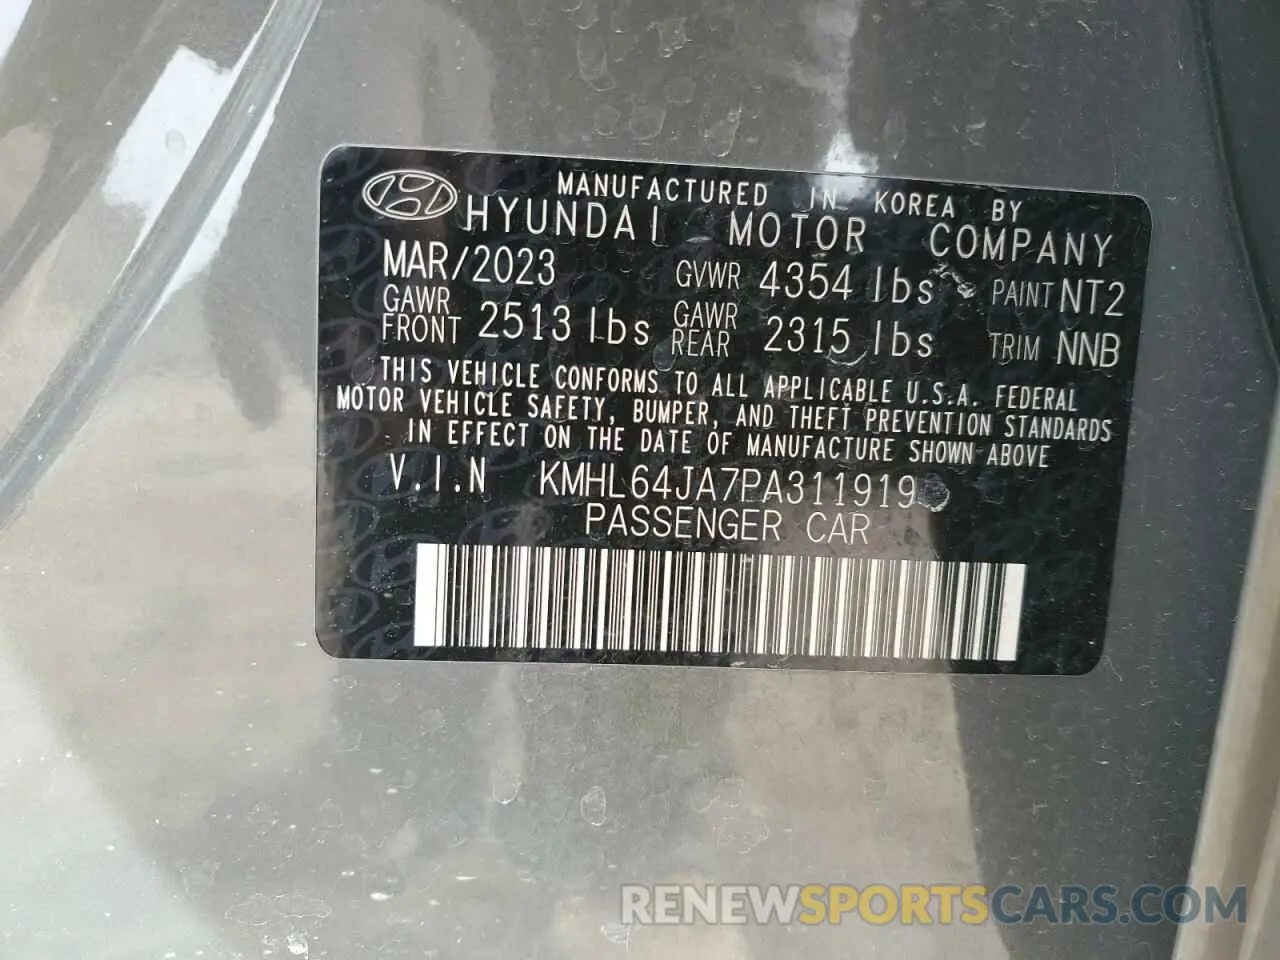 MANUFACTURED IN KOREA BY
HYUNDAI MOTOR COMPANY
MAR/2023 GVWR 4354 lbs PAINT NT2
GAWR FRONT 2513 lbs GAWR REAR 2315 lbs TRIM NNB
THIS VEHICLE CONFORMS TO ALL APPLICABLE U.S.A. FEDERAL
MOTOR VEHICLE SAFETY, BUMPER, AND THEFT PREVENTION STANDARDS
IN EFFECT ON THE DATE OF MANUFACTURE SHOWN ABOVE
V.I.N KMHL64JA7PA311919
PASSENGER CAR
RENEWSPORTSCARS.COM